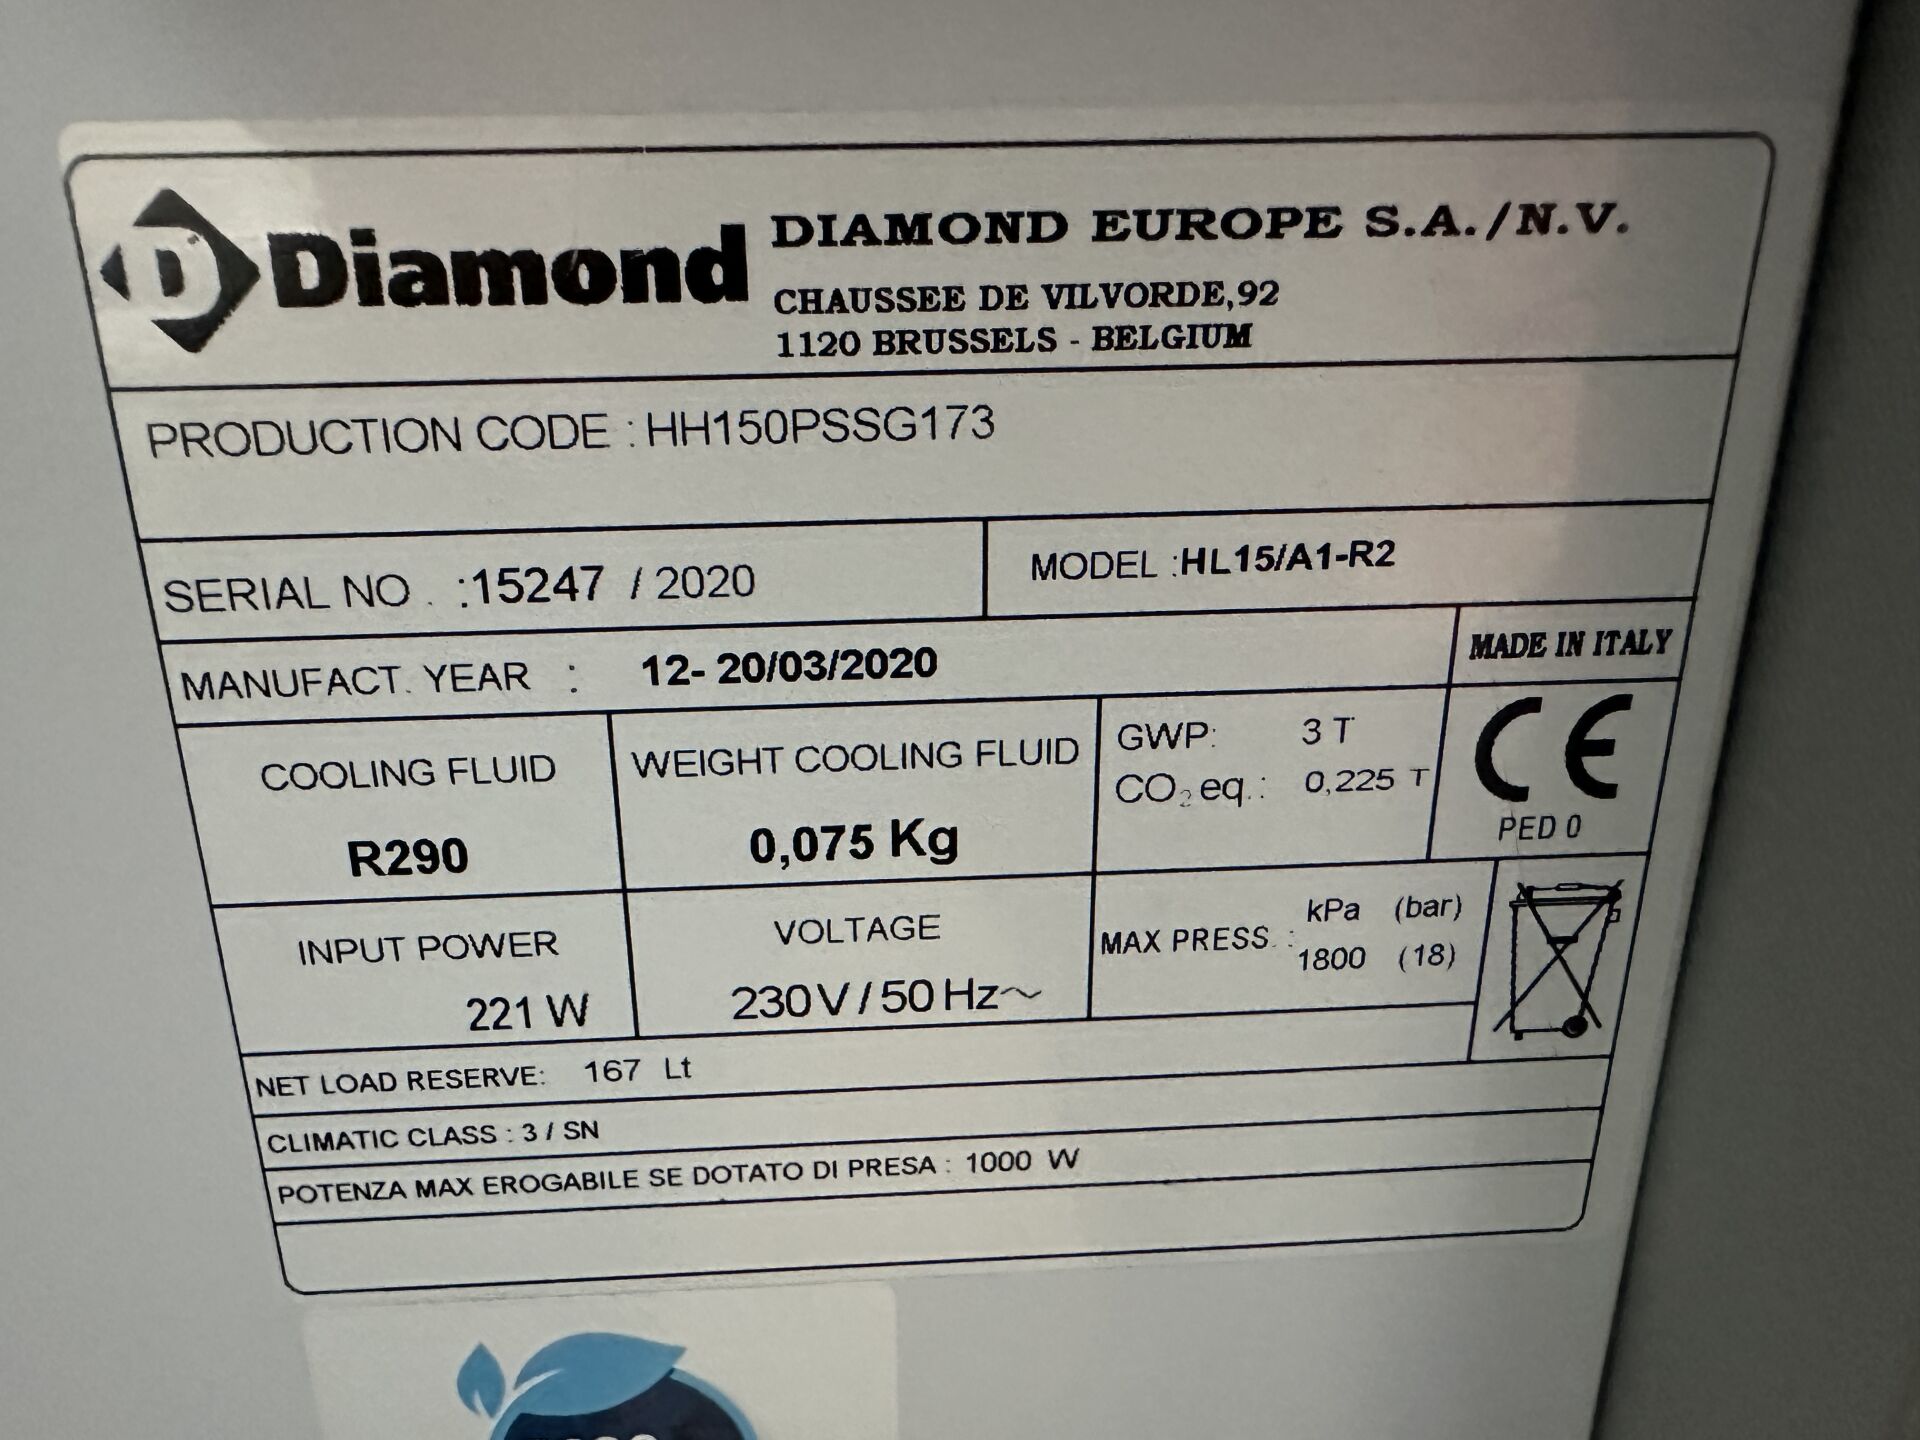 Diamond
DIAMOND EUROPE S.A./N.V.
CHAUSSEE DE VILVORDE,92
1120 BRUSSELS - BELGIUM
PRODUCTION CODE : HH150PSSG173
SERIAL NO . :15247 / 2020
MODEL :HL15/A1-R2
MANUFACT. YEAR : 12- 20/03/2020
MADE IN ITALY
COOLING FLUID
R290
WEIGHT COOLING FLUID
0,075 Kg
GWP: 3 T
CO₂ eq.: 0,225 T
CE
PED 0
INPUT POWER
221 W
VOLTAGE
230V/50Hz~
MAX PRESS. :
kPa (bar)
1800 (18)
NET LOAD RESERVE: 167 Lt
CLIMATIC CLASS : 3 / SN
POTENZA MAX EROGABILE SE DOTATO DI PRESA : 1000 W